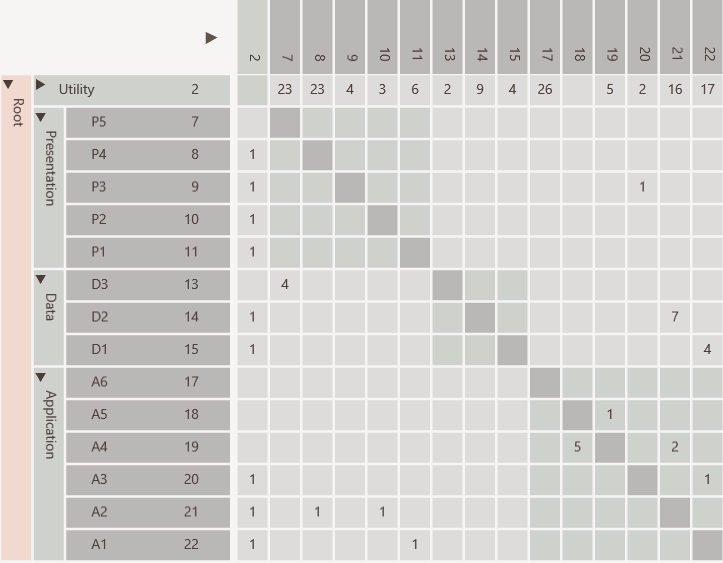 2 7 8 9 10 11 13 14 15 17 18 19 20 21 22
Root
Utility 2 23 23 4 3 6 2 9 4 26 5 2 16 17
Presentation
P5 7
P4 8 1
P3 9 1 1
P2 10 1
P1 11 1
Data
D3 13 4
D2 14 1 7
D1 15 1 4
Application
A6 17
A5 18 1
A4 19 5 2
A3 20 1 1
A2 21 1 1 1
A1 22 1 1